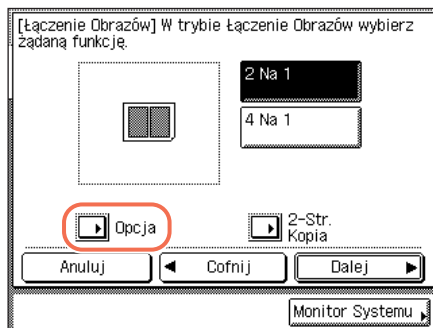 [Łączenie Obrazów] W trybie Łączenie Obrazów wybierz
żądaną funkcję.
2 Na 1
4 Na 1
Opcja
2-Str.
Kopia
Anuluj
Cofnij
Dalej
Monitor Systemu